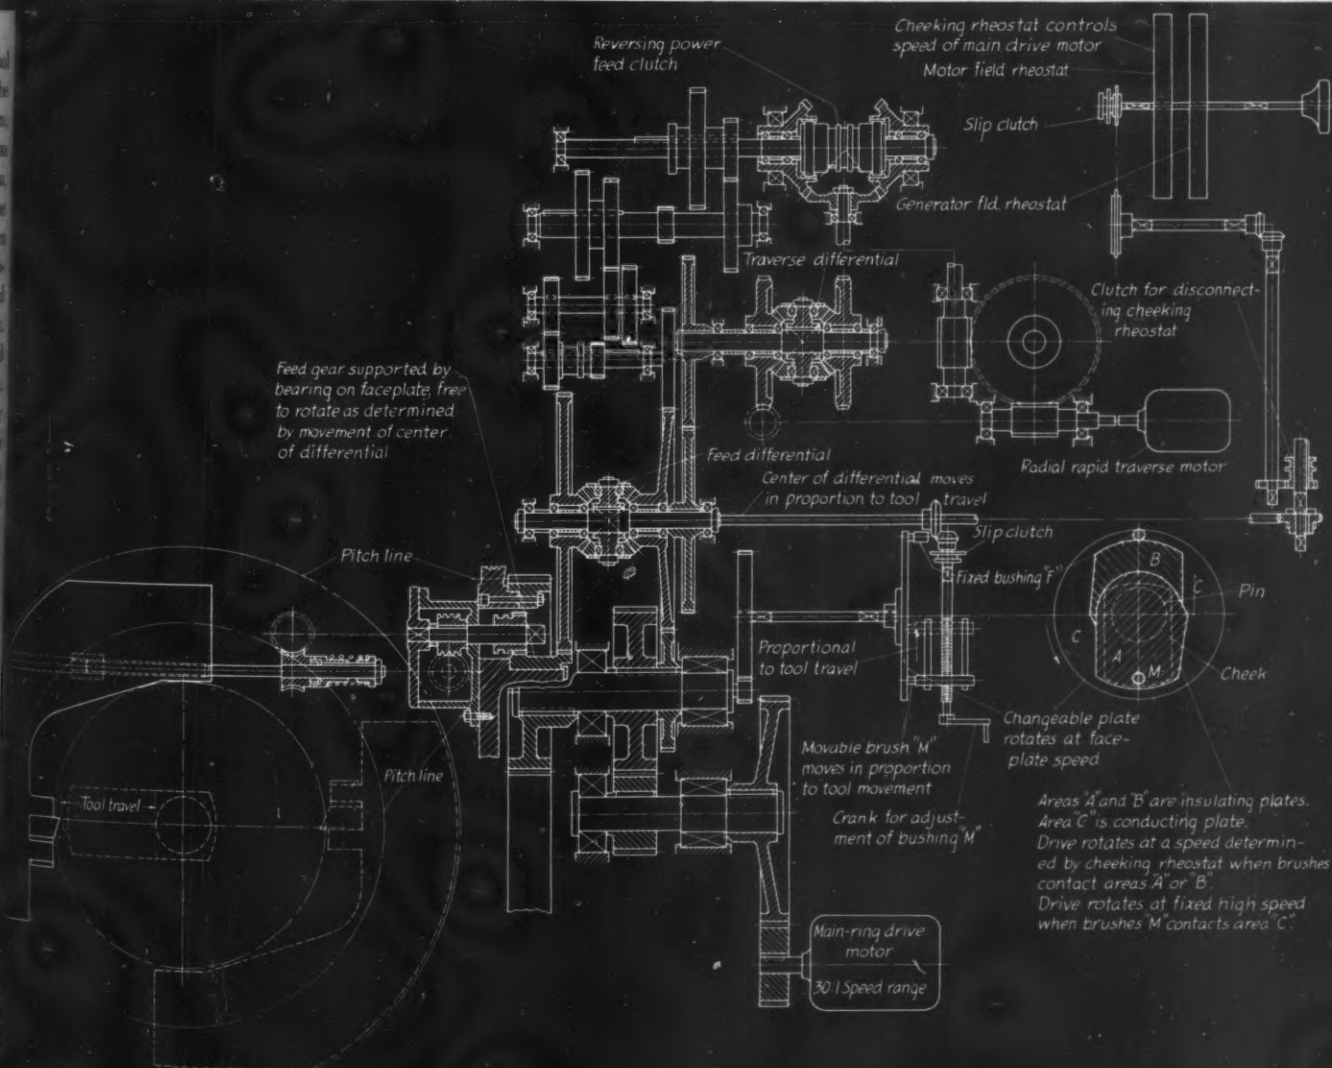 Reversing power
feed clutch
Cheeking rheostat controls
speed of main drive motor
Motor field rheostat
Slip clutch
Generator fld. rheostat
Traverse differential
Clutch for disconnect-
ing cheeking
rheostat
Feed gear supported by
bearing on faceplate, free
to rotate as determined
by movement of center
of differential
Radial rapid traverse motor
Feed differential
Center of differential moves
in proportion to tool travel
Slip clutch
Fixed bushing "F"
Pitch line
B
C
Pin
C
A
M
Cheek
Proportional
to tool travel
Changeable plate
rotates at face-
plate speed
Movable brush "M"
moves in proportion
to tool movement
Crank for adjust-
ment of bushing "M"
Pitch line
Tool travel
Areas "A" and "B" are insulating plates.
Area "C" is conducting plate.
Drive rotates at a speed determin-
ed by cheeking rheostat when brushes
contact areas "A" or "B".
Drive rotates at fixed high speed
when brushes "M" contacts area "C".
Main-ring drive
motor
30:1 Speed range